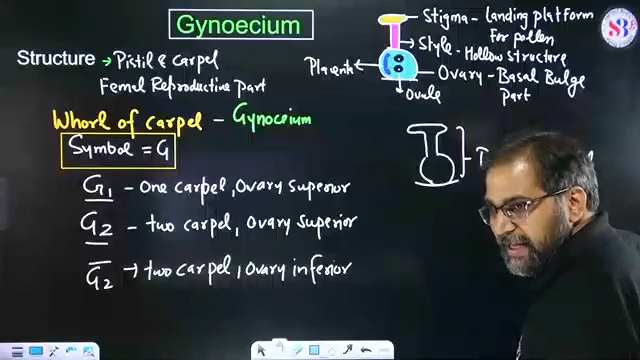 Gynoecium
Structure → Pistil & carpel
Femal Reproductive part
Whorl of carpel - Gynoceium
Symbol = G
G1 - One carpel, Ovary superior
G2 - two carpel, Ovary superior
G2 → two carpel, Ovary inferior
Stigma - landing platform
For pollen
Style - Hollow structure
Placenta
Ovary - Basal Bulge
part
Ovule